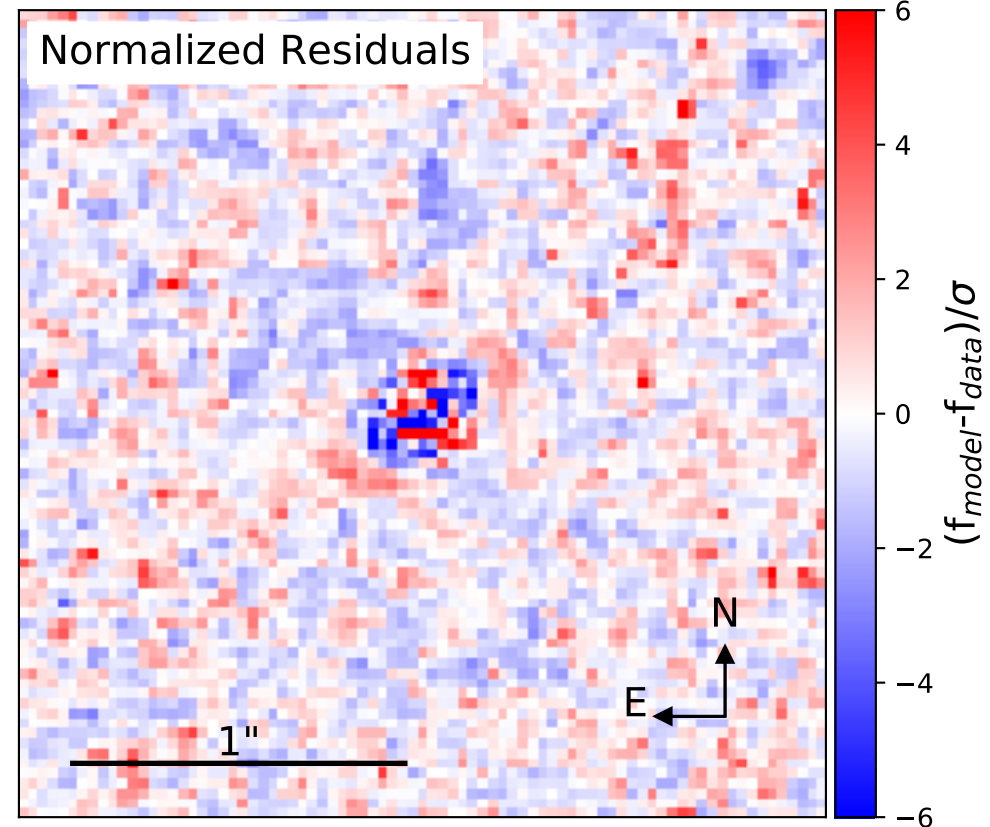 Normalized Residuals
6
4
2
0
−2
−4
−6
(f_model-f_data)/σ
N
E
1"